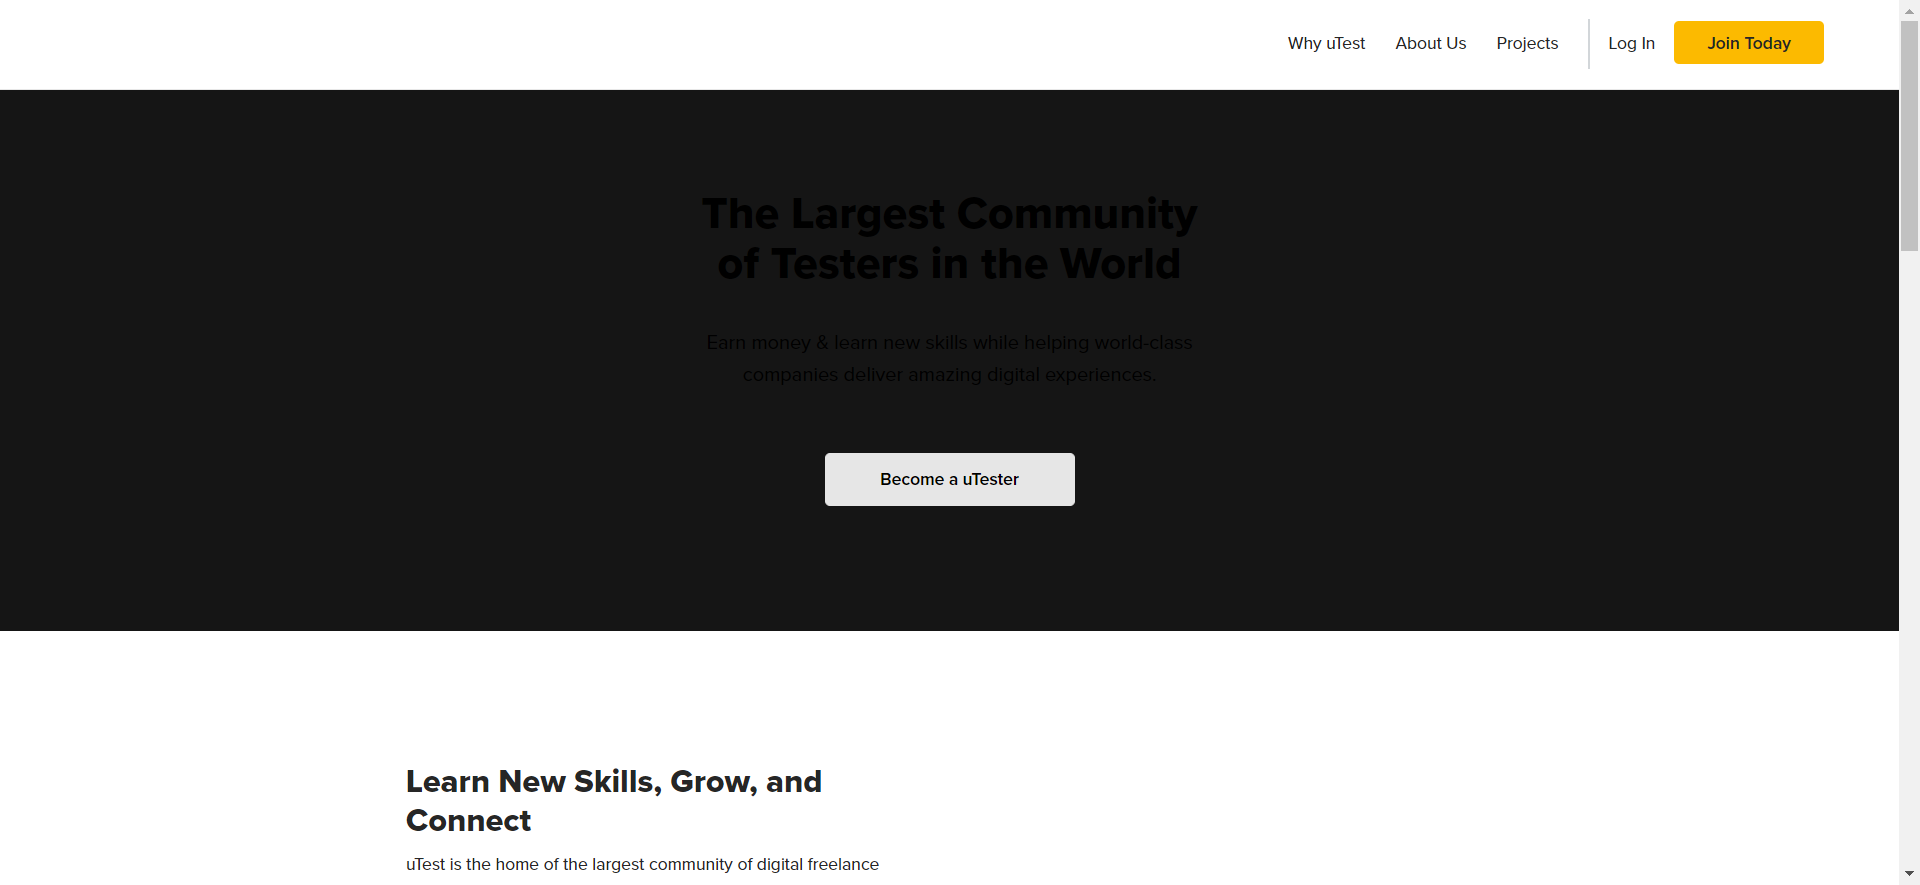 Why uTest About Us Projects Log In Join Today
The Largest Community
of Testers in the World
Earn money & learn new skills while helping world-class
companies deliver amazing digital experiences.
Become a uTester
Learn New Skills, Grow, and
Connect
uTest is the home of the largest community of digital freelance